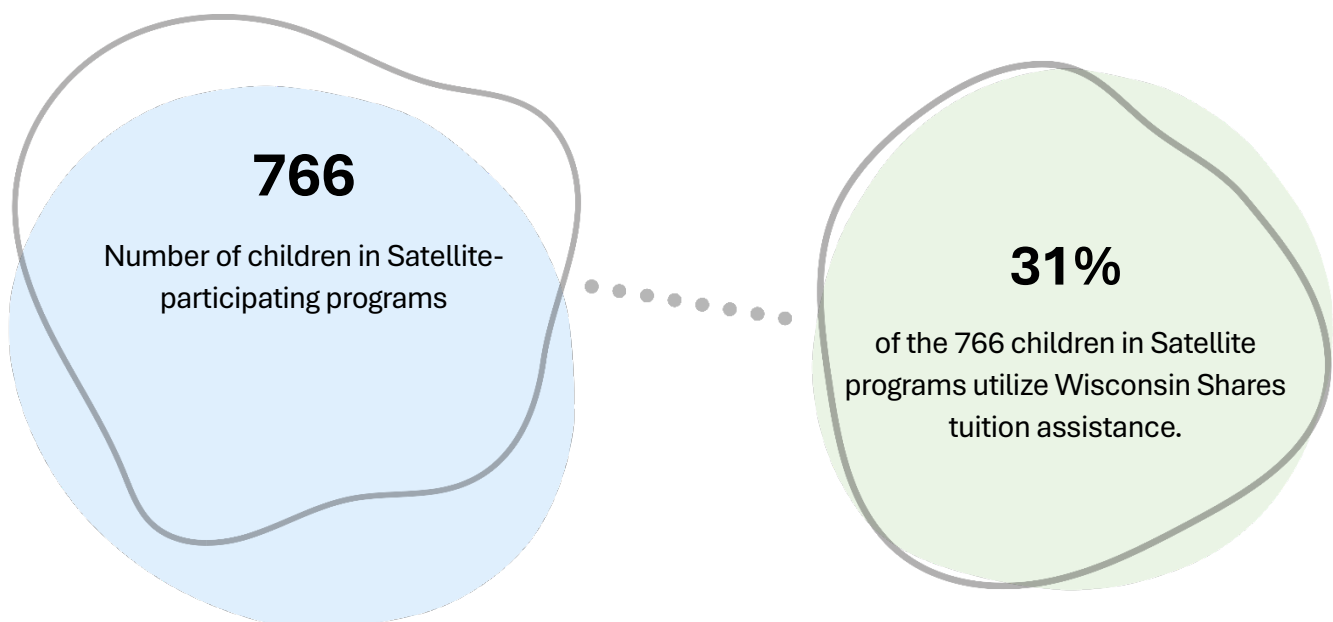 766
Number of children in Satellite-
participating programs
31%
of the 766 children in Satellite
programs utilize Wisconsin Shares
tuition assistance.